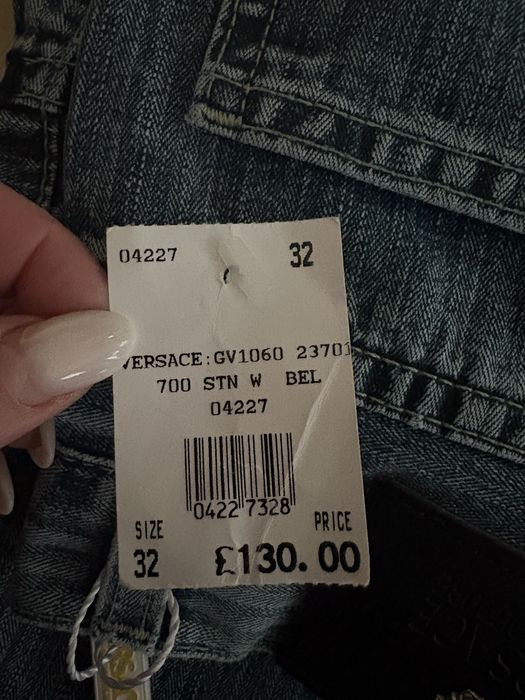 04227 32
VERSACE:GV1060 23701
700 STN W BEL
04227
0422 7328
SIZE PRICE
32 £130.00